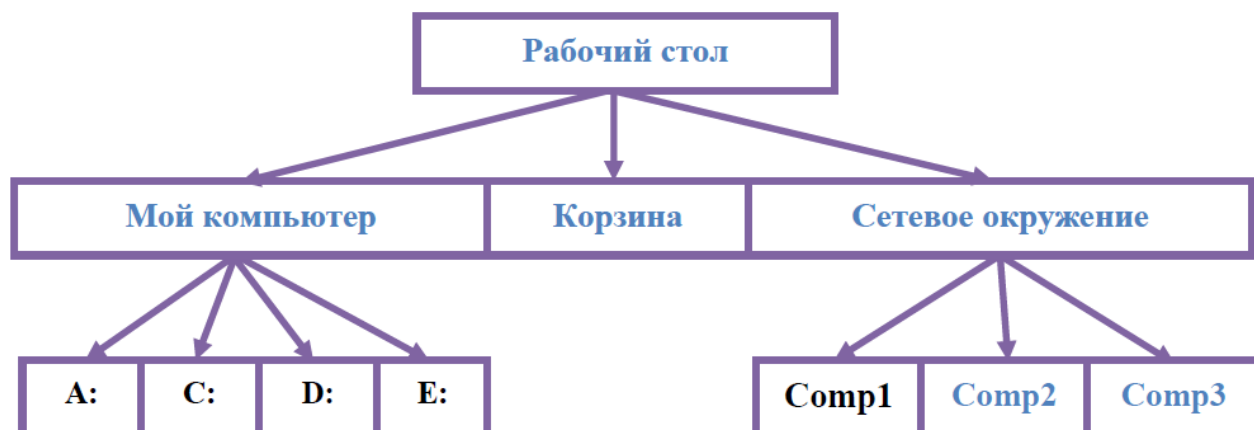 Рабочий стол
Мой компьютер Корзина Сетевое окружение
A: C: D: E: Comp1 Comp2 Comp3